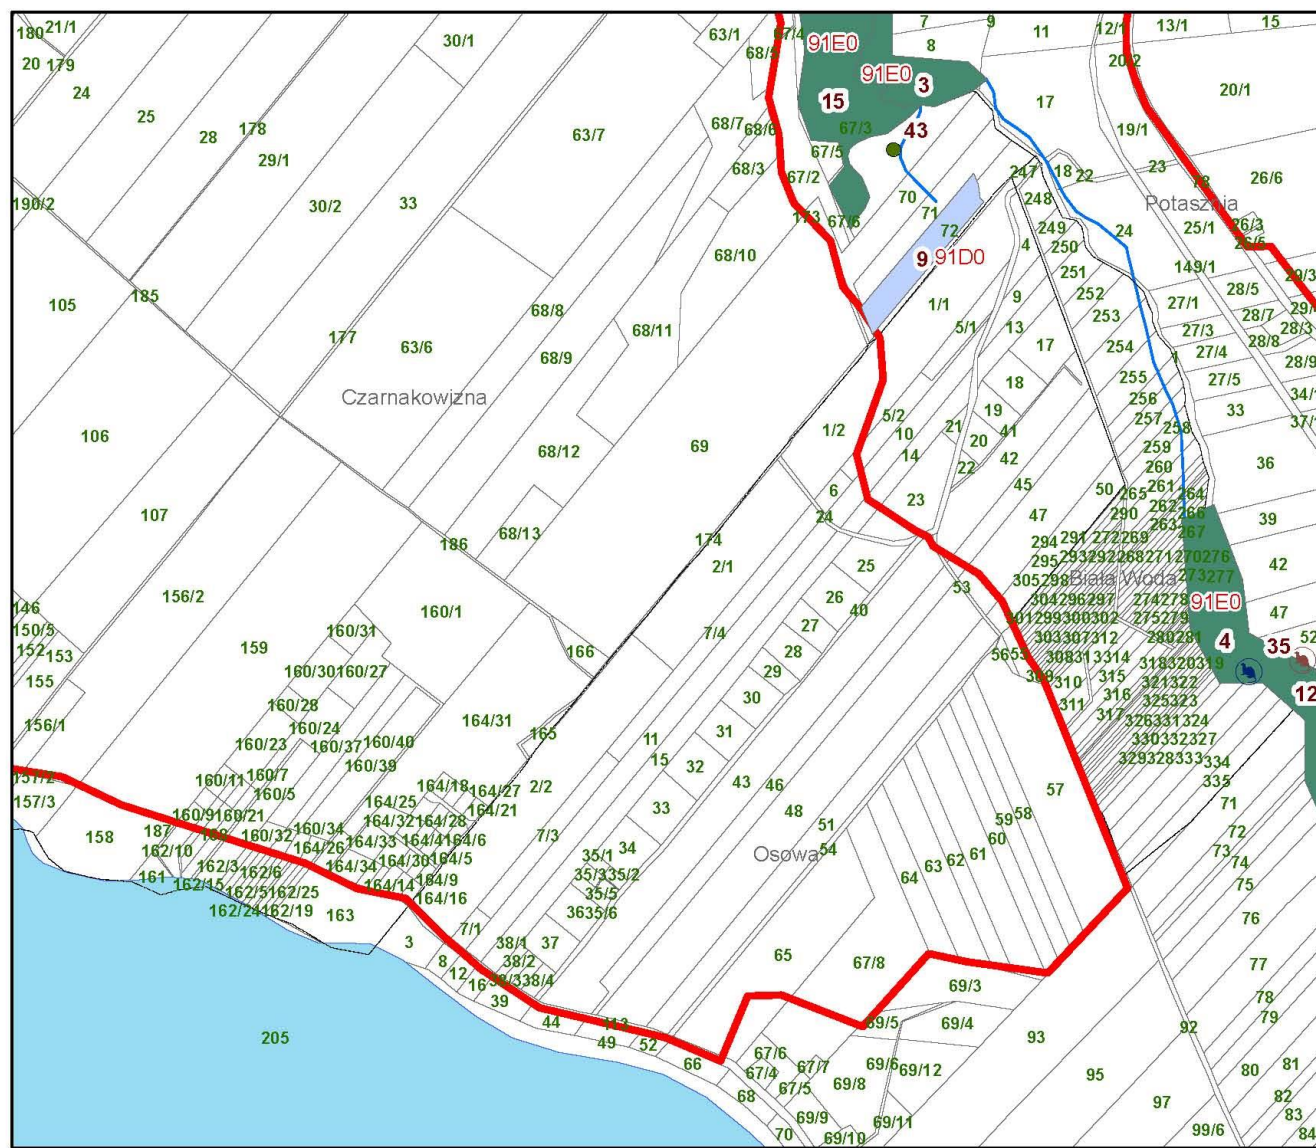 180 21/1 30/1 63/1 67/4 7 9 11 12/1 13/1 15
20 179 68/5 91E0 8 20/2
24 91E0 3 20/1
25 15 17
28 178 63/7 68/7 68/6 67/3 43 19/1
29/1 67/5 23
68/3 67/2 247 18 22 26/6
190/2 30/2 33 70 248 Potasznia
173 67/6 71 72 249 24 25/1 26/3
68/10 9 91D0 4 250 26/5
251 149/1 29/3
185 105 252 28/5
177 68/8 1/1 9 253 27/1 28/7
63/6 68/9 68/11 5/1 13 27/3 28/3
17 254 1 27/4 28/8
28/9
Czarnakowizna 18 255 27/5
256 34/1
5/2 19 257 33
106 1/2 10 21 41 258 37/1
69 20 259
68/12 14 22 42 260 36
6 45 50 261
107 23 47 265 264
24 290 262 266 39
68/13 294 291 272 269 263 267
186 174 295 293 292 268 271 270 276 42
2/1 25 305 298 Biała Woda 273 277
53 304 296 297 274 278 91E0
156/2 160/1 26 40 301 299 300 302 275 279 47
146 7/4 27 303 307 312 280 281
150/5 160/31 28 56 55 308 313 314 4 35 52
152 153 159 166 29 318 320 319
155 160/30 160/27 30 310 315 321 322
160/28 311 316 325 323 12
156/1 160/24 164/31 165 31 317 326 331 324
160/23 160/37 160/40 11 15 330 332 327
160/39 32 329 328 333 334
157/2 160/11 160/7 164/18 164/27 2/2 43 46 57 335
157/3 160/5 164/25 164/21 33 48 58 71
160/9 160/21 164/32 164/28 51 59 72
158 187 160/34 7/3 34 60 73
162/10 160/32 164/33 164/4 164/6 35/1 Osowa 54 61 74
162/3 164/26 164/30 164/5 35/3 35/2 62 75
161 162/6 164/34 164/9 35/5 63
162/15 162/5 162/25 164/14 164/16 36 35/6 64 76
162/24 162/19 163 7/1
3 38/1 37 65 77
8 38/2 67/8
12 38/4 78
16 39 69/3 79
205 44 69/5 69/4 93 92
49 52 67/6 69/6 81
66 67/4 67/7 69/8 69/12 95 80
67/5 82
68 69/9 69/11 97 83
70 69/10 99/6 84